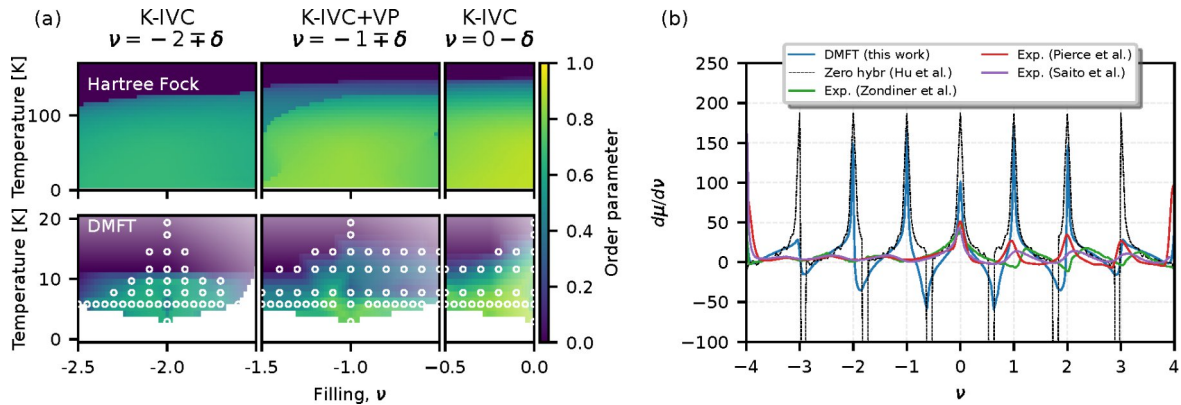 (a)
K-IVC
ν = − 2 ∓ δ
K-IVC+VP
ν = − 1 ∓ δ
K-IVC
ν = 0 − δ
Temperature [K]
100
0
Hartree Fock
Temperature [K]
20
10
0
DMFT
-2.5
-2.0
-1.5
-1.0
−0.5
0.0
Filling, ν
1.0
0.8
0.6
0.4
0.2
0.0
Order parameter
(b)
DMFT (this work)
Zero hybr (Hu et al.)
Exp. (Zondiner et al.)
Exp. (Pierce et al.)
Exp. (Saito et al.)
250
200
150
100
50
0
−50
−100
dμ/dν
−4
−3
−2
−1
0
1
2
3
4
ν